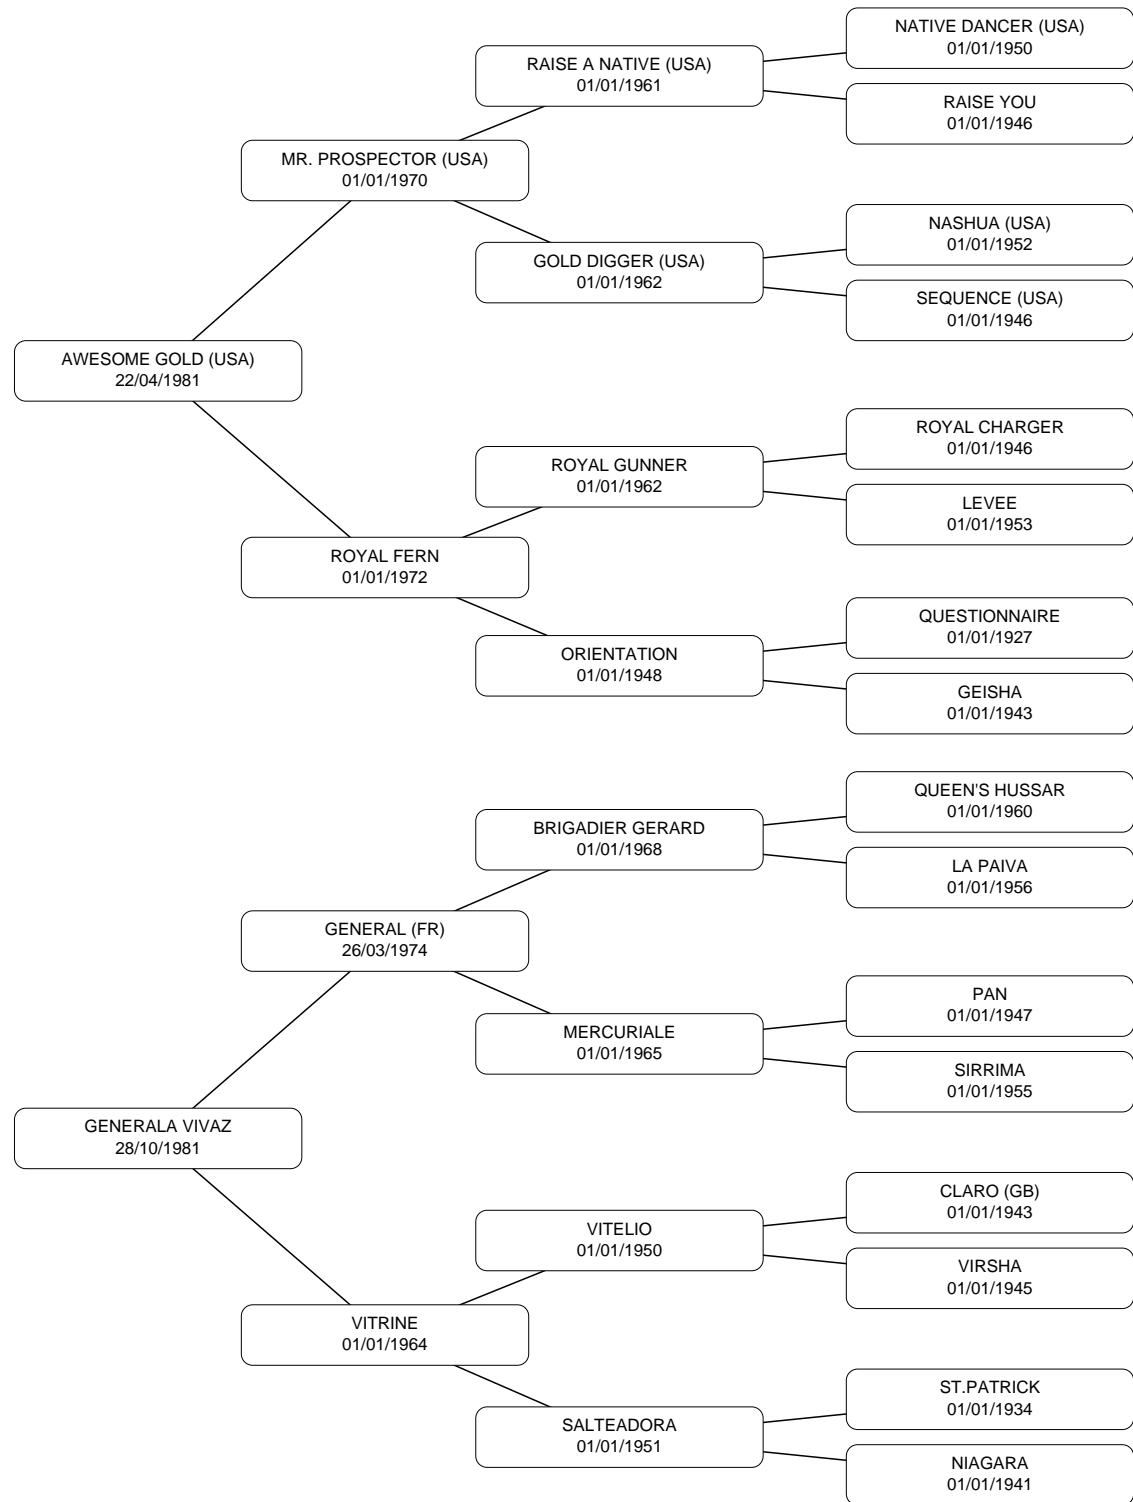 NATIVE DANCER (USA)
01/01/1950
RAISE A NATIVE (USA)
01/01/1961
RAISE YOU
01/01/1946
MR. PROSPECTOR (USA)
01/01/1970
NASHUA (USA)
01/01/1952
GOLD DIGGER (USA)
01/01/1962
SEQUENCE (USA)
01/01/1946
AWESOME GOLD (USA)
22/04/1981
ROYAL CHARGER
01/01/1946
ROYAL GUNNER
01/01/1962
LEVEE
01/01/1953
ROYAL FERN
01/01/1972
QUESTIONNAIRE
01/01/1927
ORIENTATION
01/01/1948
GEISHA
01/01/1943
QUEEN'S HUSSAR
01/01/1960
BRIGADIER GERARD
01/01/1968
LA PAIVA
01/01/1956
GENERAL (FR)
26/03/1974
PAN
01/01/1947
MERCURIALE
01/01/1965
SIRRIMA
01/01/1955
GENERALA VIVAZ
28/10/1981
CLARO (GB)
01/01/1943
VITELIO
01/01/1950
VIRSHA
01/01/1945
VITRINE
01/01/1964
ST.PATRICK
01/01/1934
SALTEADORA
01/01/1951
NIAGARA
01/01/1941